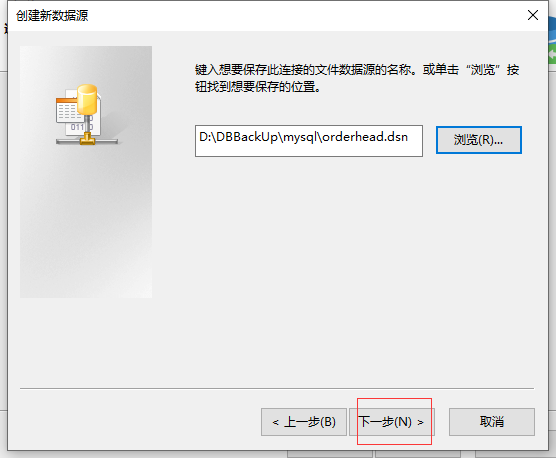 创建新数据源
键入想要保存此连接的文件数据源的名称。或单击“浏览”按
钮找到想要保存的位置。
D:\DBBackUp\mysql\orderhead.dsn
浏览(R)...
01110
< 上一步(B)
下一步(N) >
取消